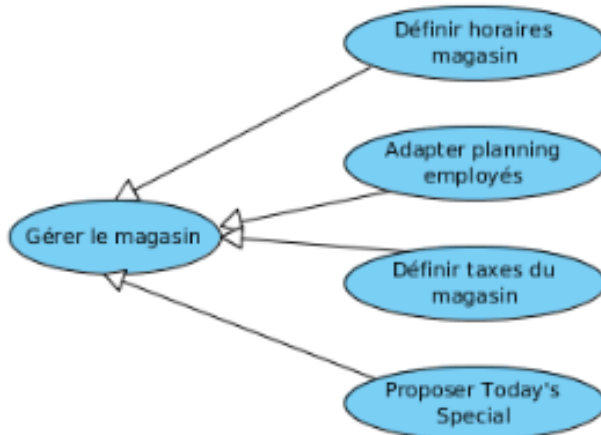 Définir horaires
magasin
Adapter planning
employés
Gérer le magasin
Définir taxes du
magasin
Proposer Today's
Special